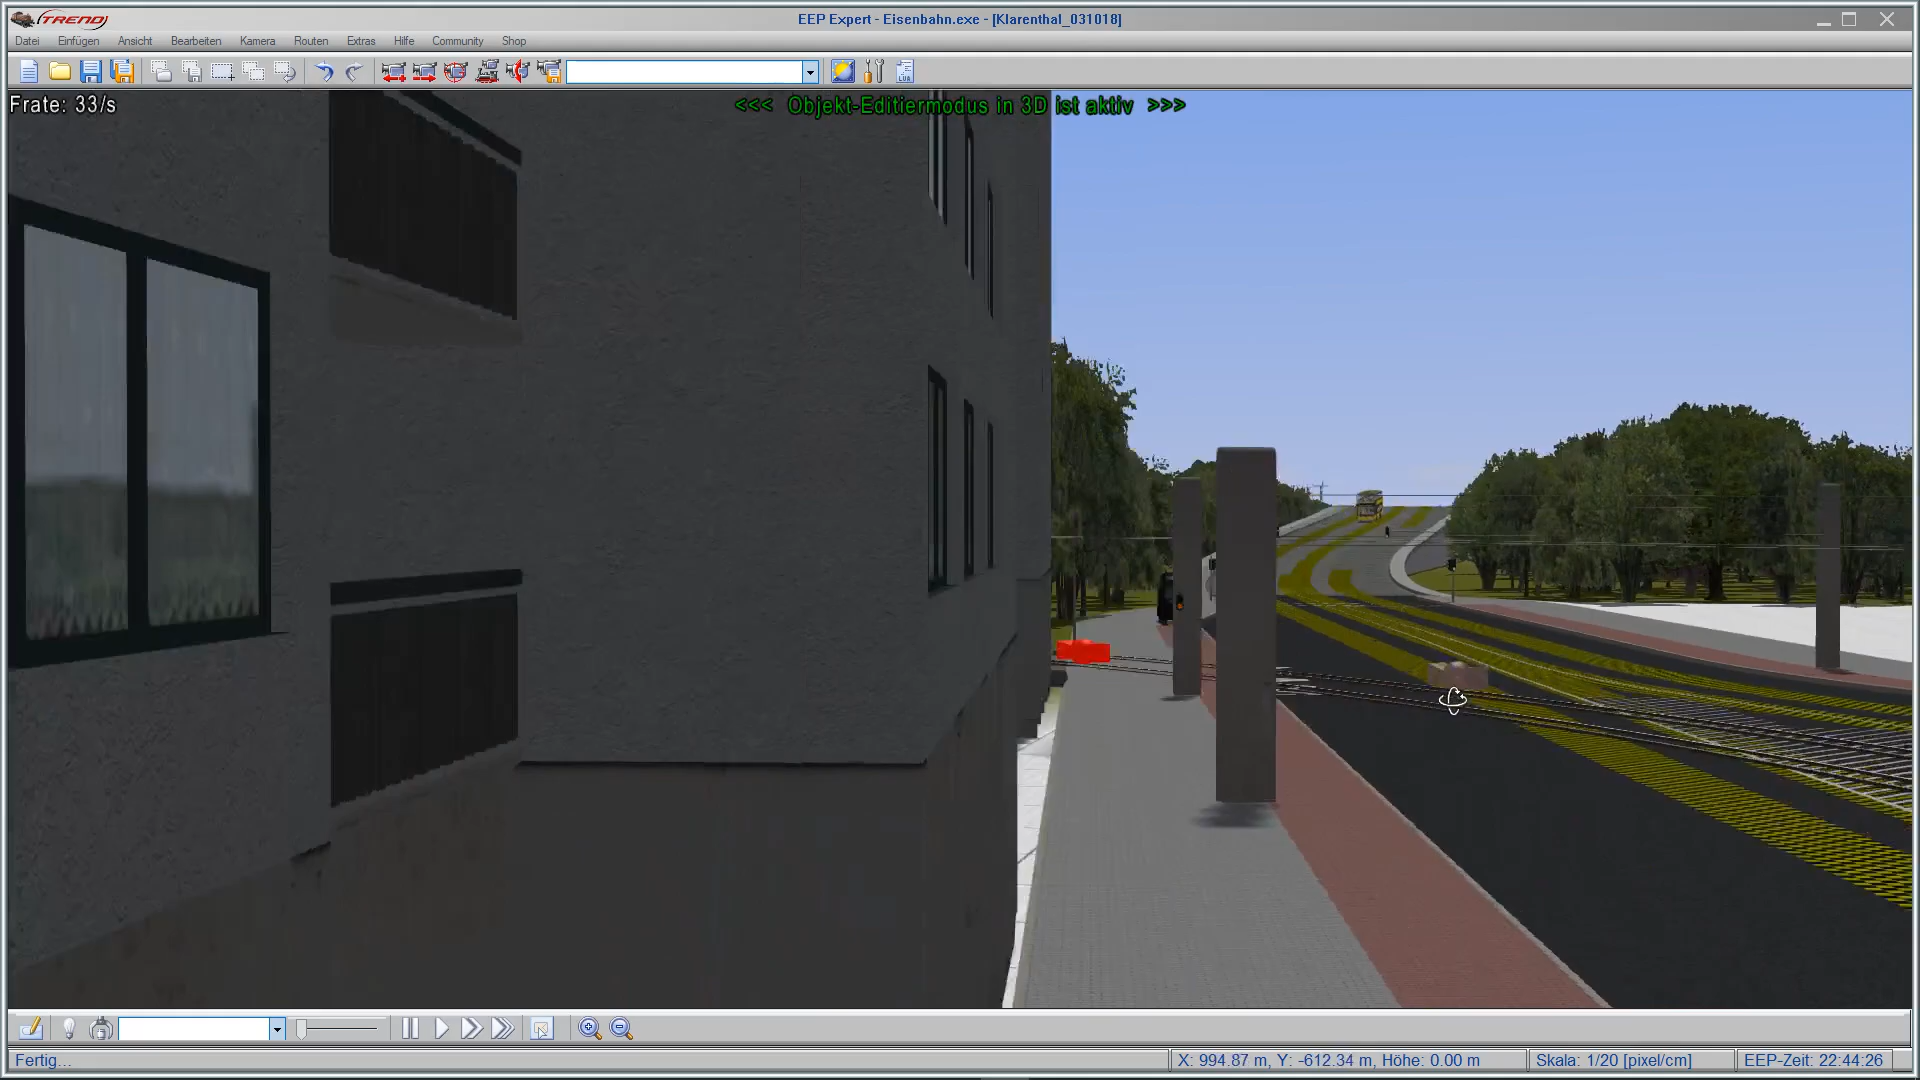 TREND
EEP Expert - Eisenbahn.exe - [Klarenthal_031018]
Datei Einfügen Ansicht Bearbeiten Kamera Routen Extras Hilfe Community Shop
LUA
Frate: 33/s
<<< Objekt-Editiermodus in 3D ist aktiv >>>
Fertig...
X: 994.87 m, Y: -612.34 m, Höhe: 0.00 m
Skala: 1/20 [pixel/cm]
EEP-Zeit: 22:44:26